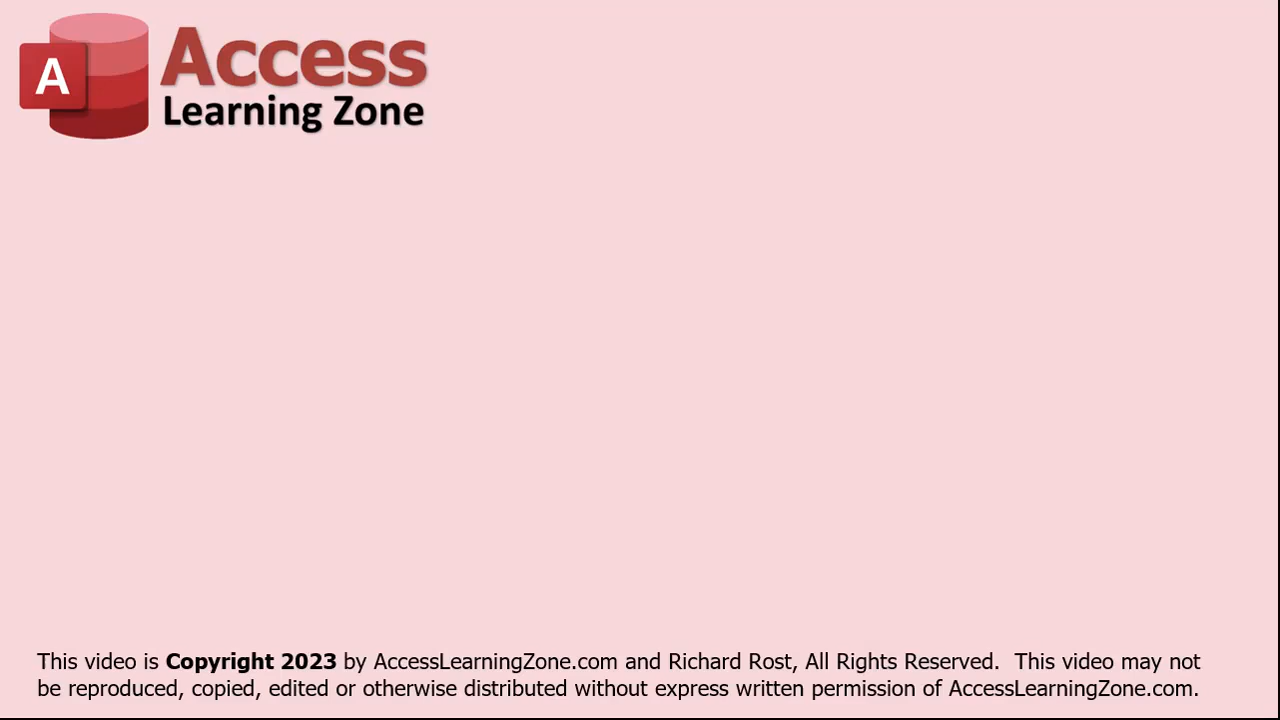 A
Access
Learning Zone
This video is Copyright 2023 by AccessLearningZone.com and Richard Rost, All Rights Reserved.  This video may not
be reproduced, copied, edited or otherwise distributed without express written permission of AccessLearningZone.com.